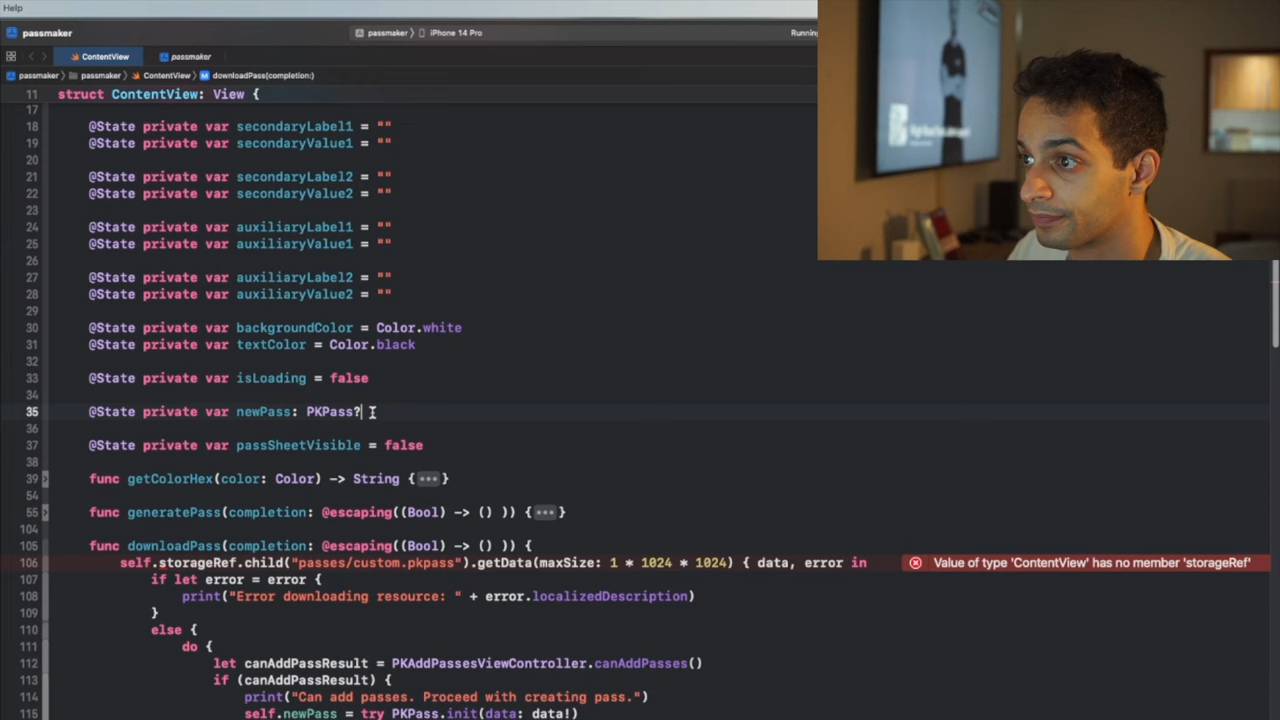 Help
passmaker
passmaker 〉 iPhone 14 Pro
Running
ContentView
passmaker
passmaker 〉 passmaker 〉 ContentView 〉 M downloadPass(completion:)
11 struct ContentView: View {
17
18 @State private var secondaryLabel1 = ""
19 @State private var secondaryValue1 = ""
20
21 @State private var secondaryLabel2 = ""
22 @State private var secondaryValue2 = ""
23
24 @State private var auxiliaryLabel1 = ""
25 @State private var auxiliaryValue1 = ""
26
27 @State private var auxiliaryLabel2 = ""
28 @State private var auxiliaryValue2 = ""
29
30 @State private var backgroundColor = Color.white
31 @State private var textColor = Color.black
32
33 @State private var isLoading = false
34
35 @State private var newPass: PKPass?
36
37 @State private var passSheetVisible = false
38
39 func getColorHex(color: Color) -> String {•••}
54
55 func generatePass(completion: @escaping((Bool) -> () )) {•••}
104
105 func downloadPass(completion: @escaping((Bool) -> () )) {
106 self.storageRef.child("passes/custom.pkpass").getData(maxSize: 1 * 1024 * 1024) { data, error in Value of type 'ContentView' has no member 'storageRef'
107 if let error = error {
108 print("Error downloading resource: " + error.localizedDescription)
109 }
110 else {
111 do {
112 let canAddPassResult = PKAddPassesViewController.canAddPasses()
113 if (canAddPassResult) {
114 print("Can add passes. Proceed with creating pass.")
115 self.newPass = try PKPass.init(data: data!)